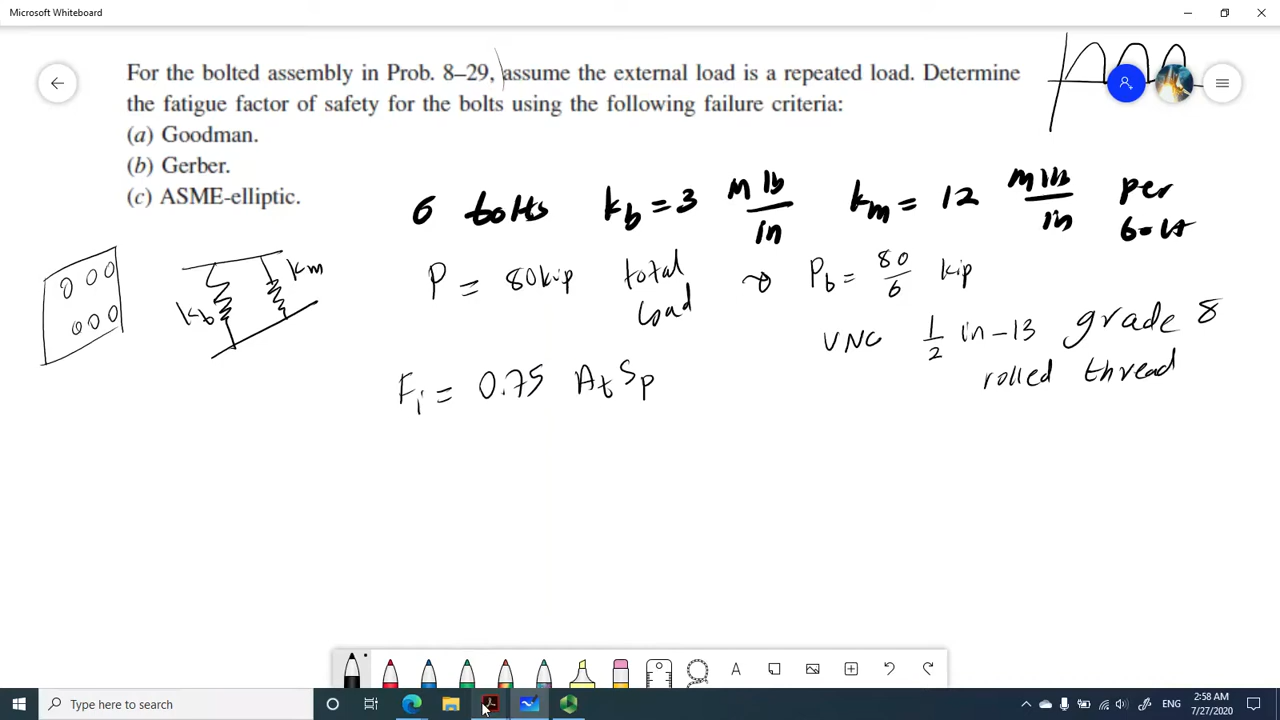 Microsoft Whiteboard
For the bolted assembly in Prob. 8–29, assume the external load is a repeated load. Determine
the fatigue factor of safety for the bolts using the following failure criteria:
(a) Goodman.
(b) Gerber.
(c) ASME-elliptic.
6 bolts kb = 3 Mlb/in km = 12 Mlb/in per
kb km
P = 80kip total load → Pb = 80/6 kip
UNC 1/2 in-13 grade 8
rolled thread
Fi = 0.75 At Sp
A
Type here to search
ENG
2:58 AM
7/27/2020